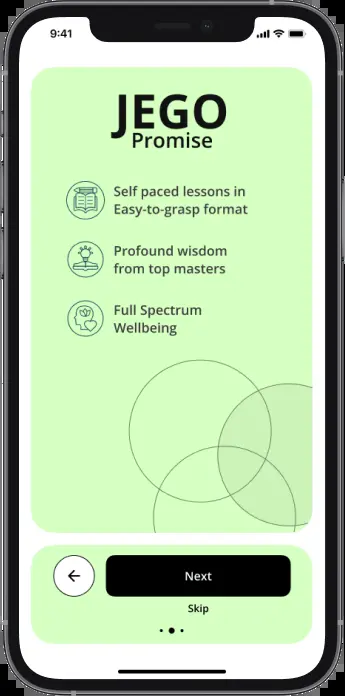 9:41
JEGO
Promise
Self paced lessons in
Easy-to-grasp format
Profound wisdom
from top masters
Full Spectrum
Wellbeing
Next
Skip